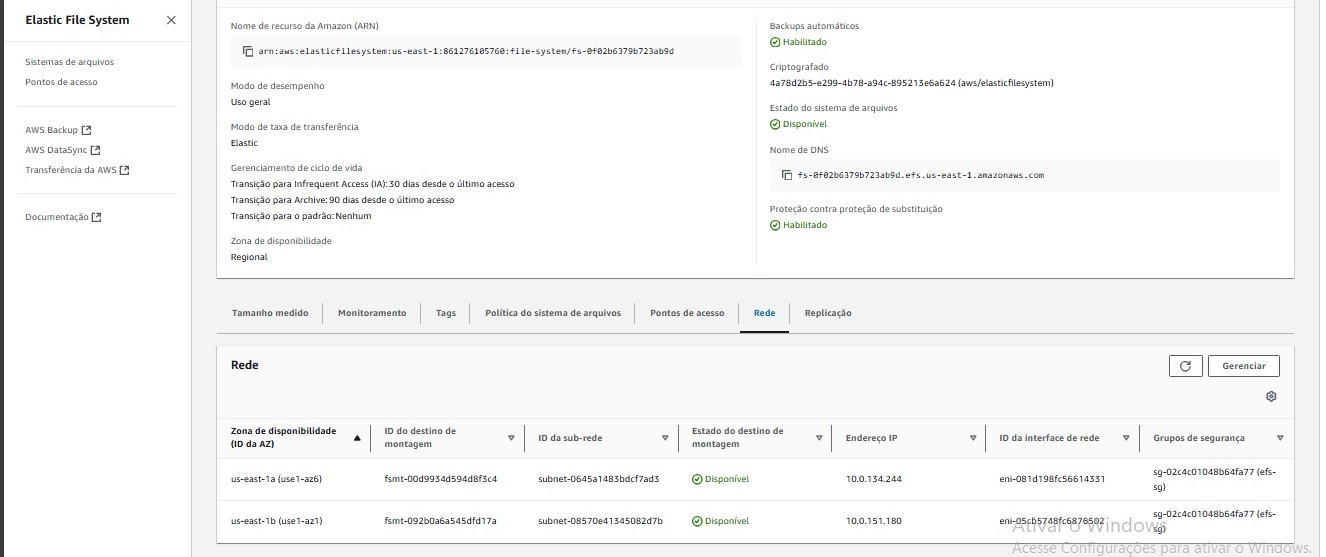 Elastic File System
Sistemas de arquivos
Pontos de acesso
AWS Backup
AWS DataSync
Transferência da AWS
Documentação
Nome de recurso da Amazon (ARN)
arn:aws:elasticfilesystem:us-east-1:861276105760:file-system/fs-0f02b6379b723ab9d
Modo de desempenho
Uso geral
Modo de taxa de transferência
Elastic
Gerenciamento de ciclo de vida
Transição para Infrequent Access (IA): 30 dias desde o último acesso
Transição para Archive: 90 dias desde o último acesso
Transição para o padrão: Nenhum
Zona de disponibilidade
Regional
Backups automáticos
Habilitado
Criptografado
4a78d2b5-e299-4b78-a94c-895213e6a624 (aws/elasticfilesystem)
Estado do sistema de arquivos
Disponível
Nome de DNS
fs-0f02b6379b723ab9d.efs.us-east-1.amazonaws.com
Proteção contra proteção de substituição
Habilitado
Tamanho medido Monitoramento Tags Política do sistema de arquivos Pontos de acesso Rede Replicação
Rede
Gerenciar
Zona de disponibilidade (ID da AZ)
ID do destino de montagem
ID da sub-rede
Estado do destino de montagem
Endereço IP
ID da interface de rede
Grupos de segurança
us-east-1a (use1-az6) fsmt-00d9934d594d8f3c4 subnet-0645a1483bdcf7ad3 Disponível 10.0.134.244 eni-081d198fc56614331 sg-02c4c01048b64fa77 (efs-sg)
us-east-1b (use1-az1) fsmt-092b0a6a545dfd17a subnet-08570e41345082d7b Disponível 10.0.151.180 eni-05cb5748fc6876502 sg-02c4c01048b64fa77 (efs-sg)
Ativar o Windows
Acesse Configurações para ativar o Windows.